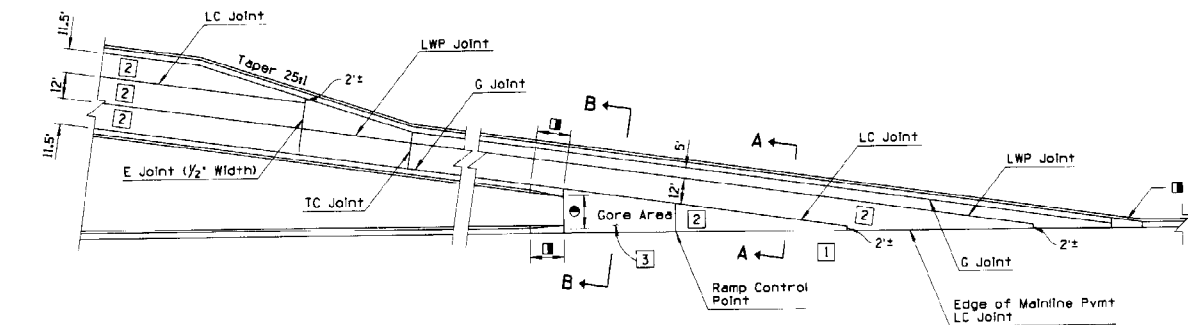 11.5'
LC Joint
LWP Joint
Taper 25:1
2'±
G Joint
2
12'
2
2
11.5'
E Joint (1/2" Width)
TC Joint
B
A
5'
12'
LC Joint
LWP Joint
Gore Area
2
2
3
B
A
1
2'±
2'±
G Joint
Ramp Control
Point
Edge of Mainline Pvmt
LC Joint